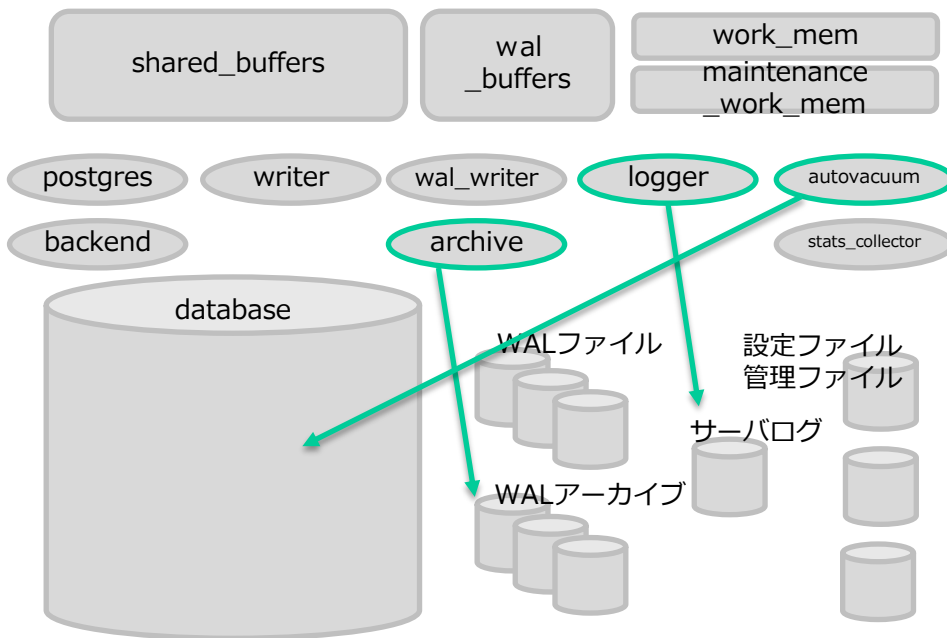 shared_buffers
wal
_buffers
work_mem
maintenance
_work_mem
postgres
writer
wal_writer
logger
autovacuum
backend
archive
stats_collector
database
WALファイル
設定ファイル
管理ファイル
サーバログ
WALアーカイブ